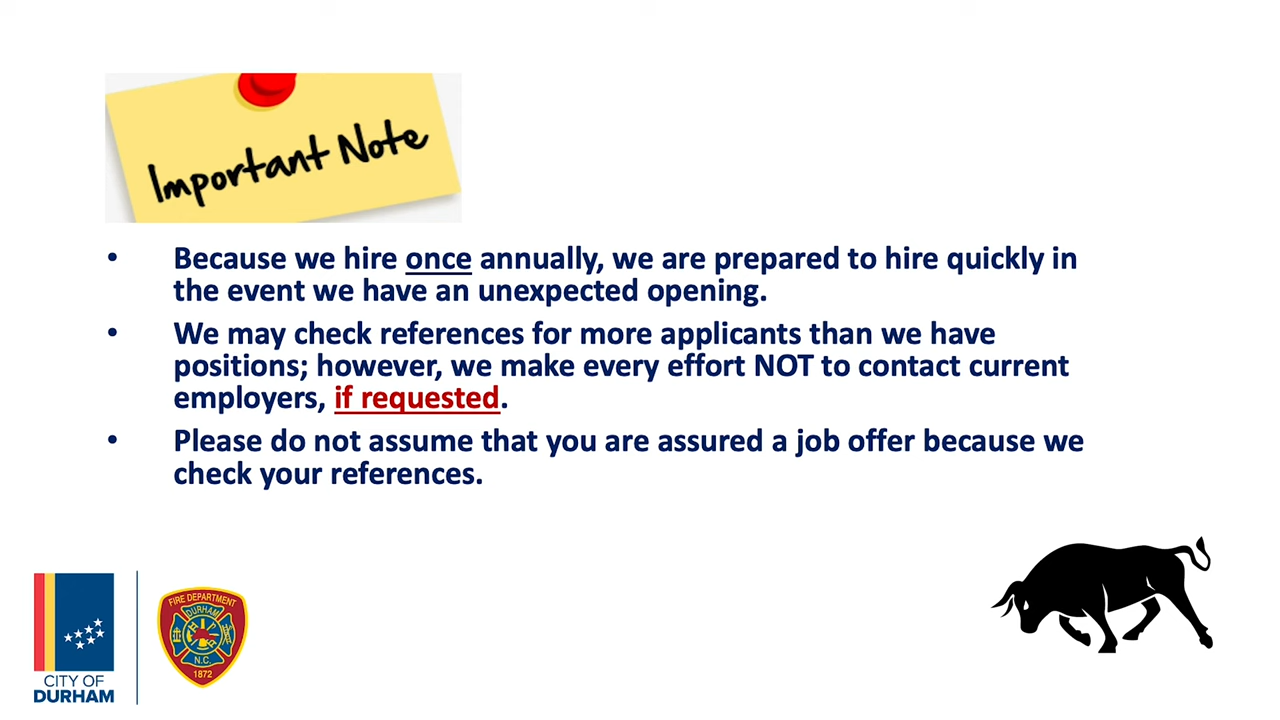 Important Note
• Because we hire once annually, we are prepared to hire quickly in
the event we have an unexpected opening.
• We may check references for more applicants than we have
positions; however, we make every effort NOT to contact current
employers, if requested.
• Please do not assume that you are assured a job offer because we
check your references.
CITY OF
DURHAM
FIRE DEPARTMENT
DURHAM
N.C.
1872